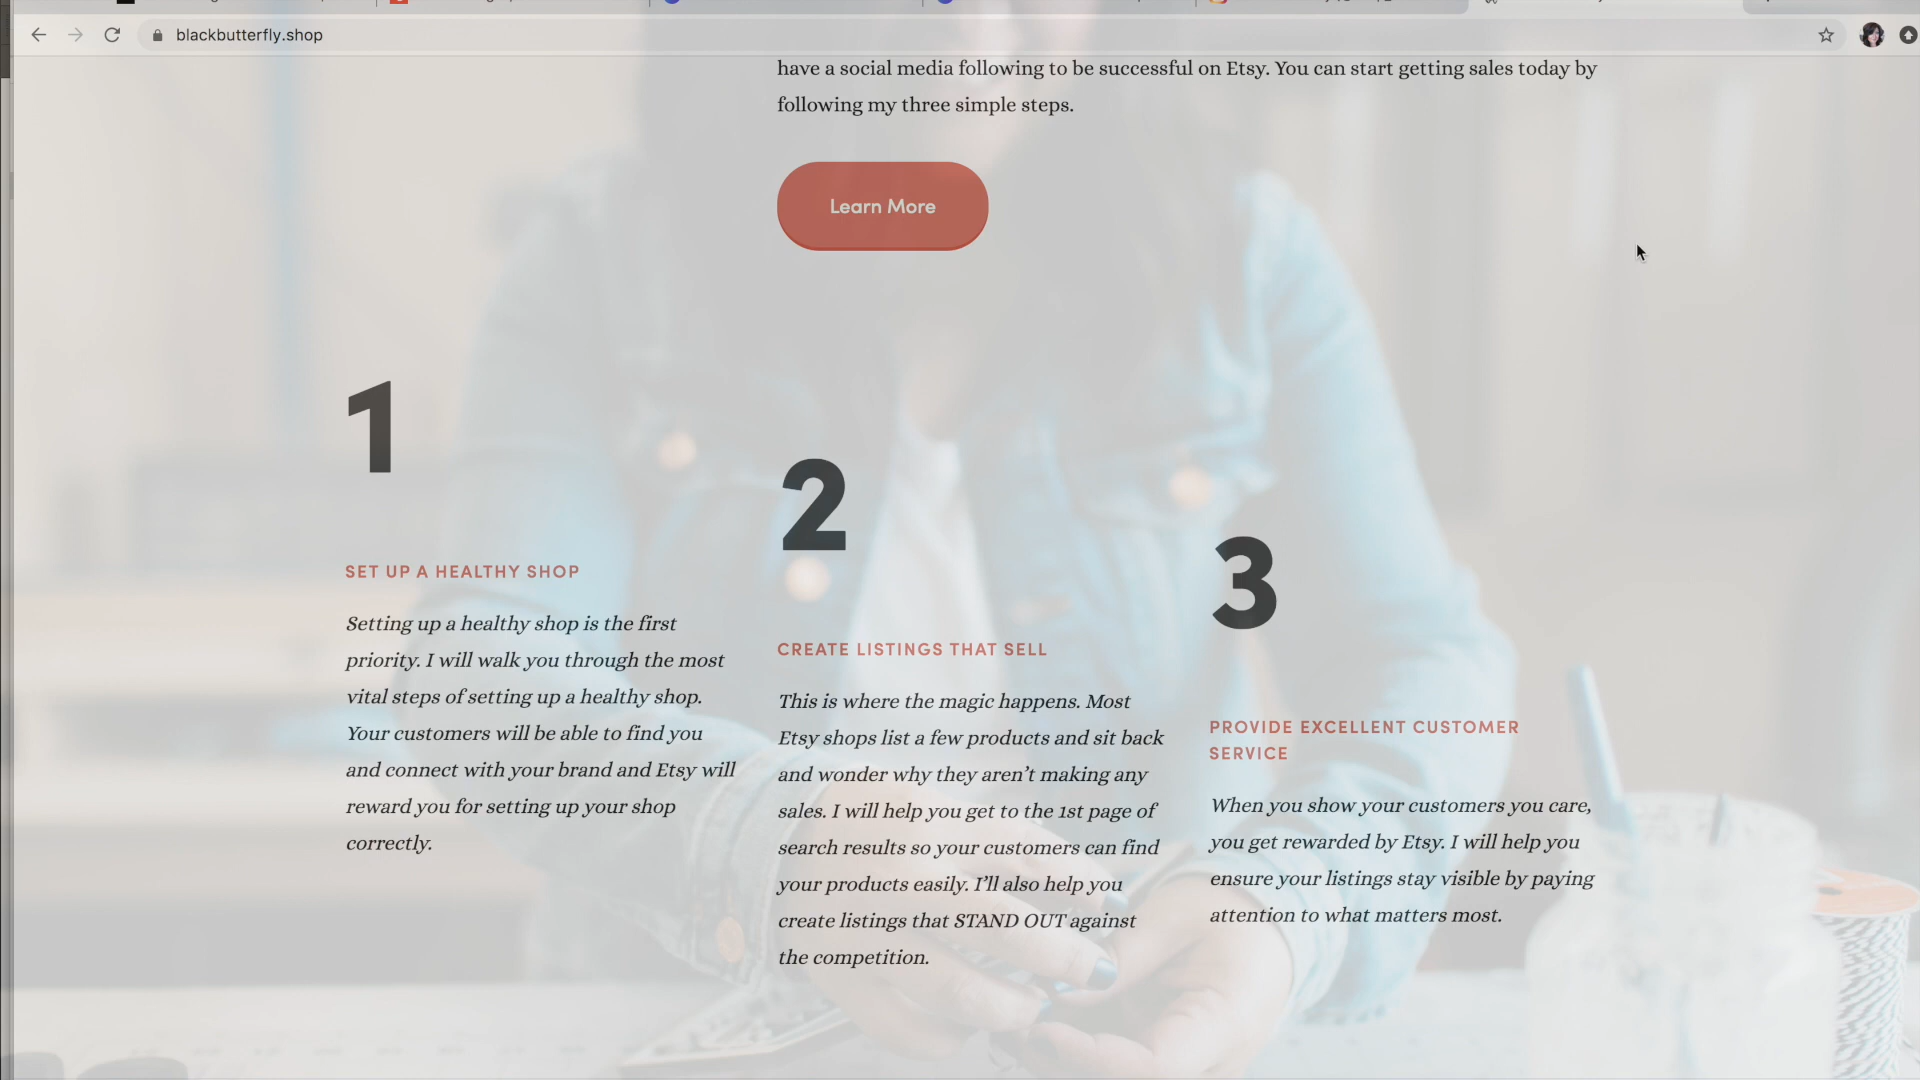 blackbutterfly.shop
have a social media following to be successful on Etsy. You can start getting sales today by
following my three simple steps.
Learn More
1
SET UP A HEALTHY SHOP
Setting up a healthy shop is the first
priority. I will walk you through the most
vital steps of setting up a healthy shop.
Your customers will be able to find you
and connect with your brand and Etsy will
reward you for setting up your shop
correctly.
2
CREATE LISTINGS THAT SELL
This is where the magic happens. Most
Etsy shops list a few products and sit back
and wonder why they aren’t making any
sales. I will help you get to the 1st page of
search results so your customers can find
your products easily. I’ll also help you
create listings that STAND OUT against
the competition.
3
PROVIDE EXCELLENT CUSTOMER
SERVICE
When you show your customers you care,
you get rewarded by Etsy. I will help you
ensure your listings stay visible by paying
attention to what matters most.